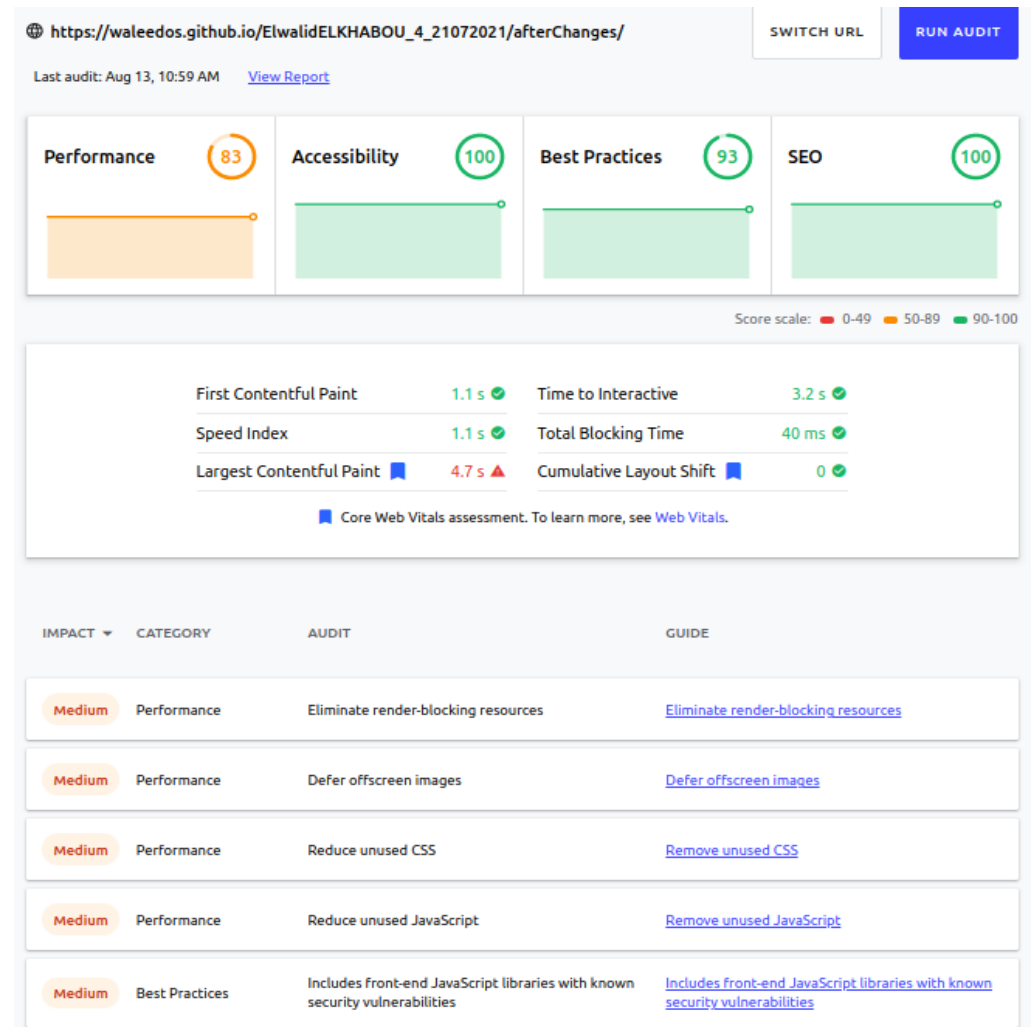 https://waleedos.github.io/ElwalidELKHABOU_4_21072021/afterChanges/
SWITCH URL
RUN AUDIT
Last audit: Aug 13, 10:59 AM View Report
Performance 83
Accessibility 100
Best Practices 93
SEO 100
Score scale: 0-49 50-89 90-100
First Contentful Paint 1.1 s
Time to Interactive 3.2 s
Speed Index 1.1 s
Total Blocking Time 40 ms
Largest Contentful Paint 4.7 s
Cumulative Layout Shift 0
Core Web Vitals assessment. To learn more, see Web Vitals.
IMPACT CATEGORY AUDIT GUIDE
Medium Performance Eliminate render-blocking resources Eliminate render-blocking resources
Medium Performance Defer offscreen images Defer offscreen images
Medium Performance Reduce unused CSS Remove unused CSS
Medium Performance Reduce unused JavaScript Remove unused JavaScript
Medium Best Practices
Includes front-end JavaScript libraries with known
security vulnerabilities
Includes front-end JavaScript libraries with known
security vulnerabilities